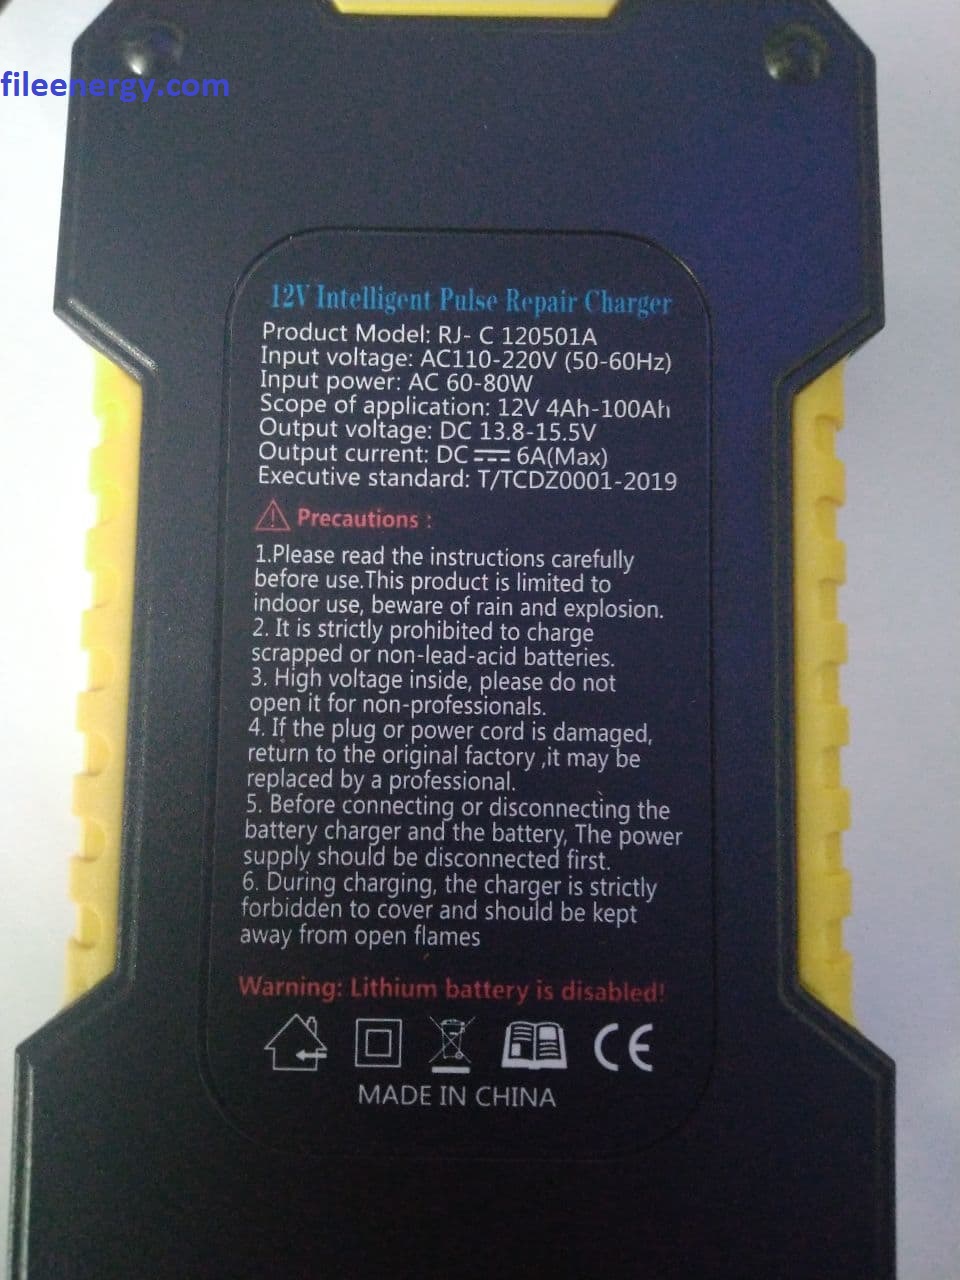 fileenergy.com
12V Intelligent Pulse Repair Charger
Product Model: RJ- C 120501A
Input voltage: AC110-220V (50-60Hz)
Input power: AC 60-80W
Scope of application: 12V 4Ah-100Ah
Output voltage: DC 13.8-15.5V
Output current: DC 6A(Max)
Executive standard: T/TCDZ0001-2019
Precautions :
1.Please read the instructions carefully
before use.This product is limited to
indoor use, beware of rain and explosion.
2. It is strictly prohibited to charge
scrapped or non-lead-acid batteries.
3. High voltage inside, please do not
open it for non-professionals.
4. If the plug or power cord is damaged,
return to the original factory ,it may be
replaced by a professional.
5. Before connecting or disconnecting the
battery charger and the battery, The power
supply should be disconnected first.
6. During charging, the charger is strictly
forbidden to cover and should be kept
away from open flames
Warning: Lithium battery is disabled!
CE
MADE IN CHINA